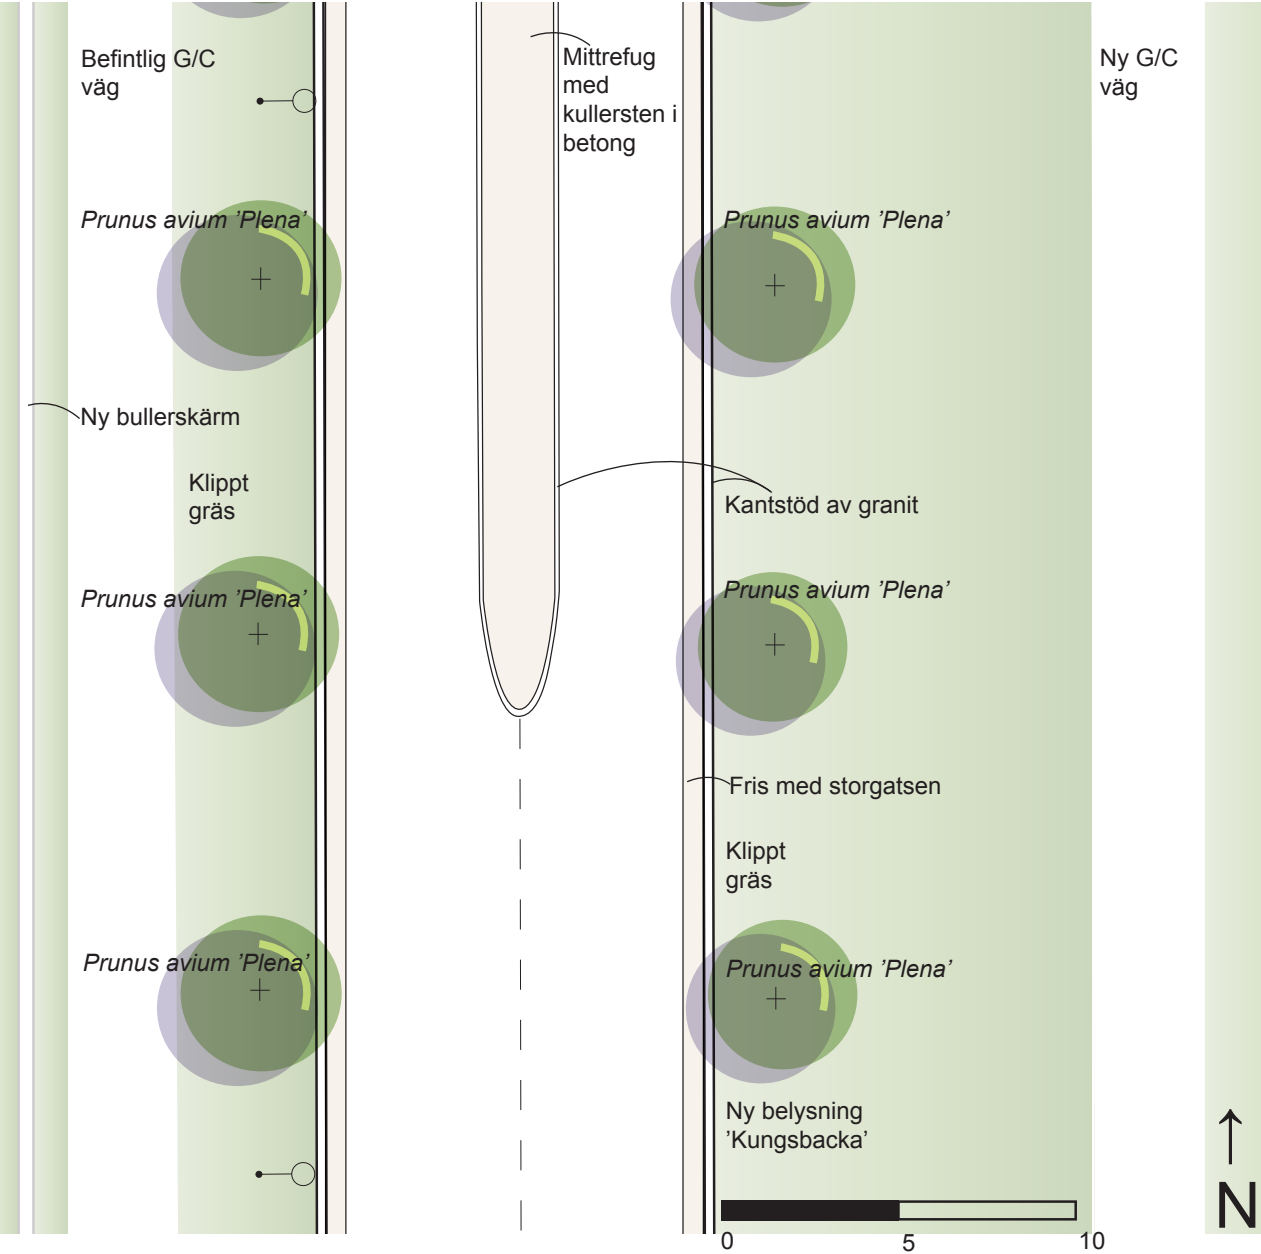 Befintlig G/C
väg
Mittrefug
med
kullersten i
betong
Ny G/C
väg
Prunus avium ’Plena’
Prunus avium ’Plena’
Ny bullerskärm
Klippt
gräs
Kantstöd av granit
Prunus avium ’Plena’
Prunus avium ’Plena’
Fris med storgatsen
Klippt
gräs
Prunus avium ’Plena’
Prunus avium ’Plena’
Ny belysning
’Kungsbacka’
N
0 5 10